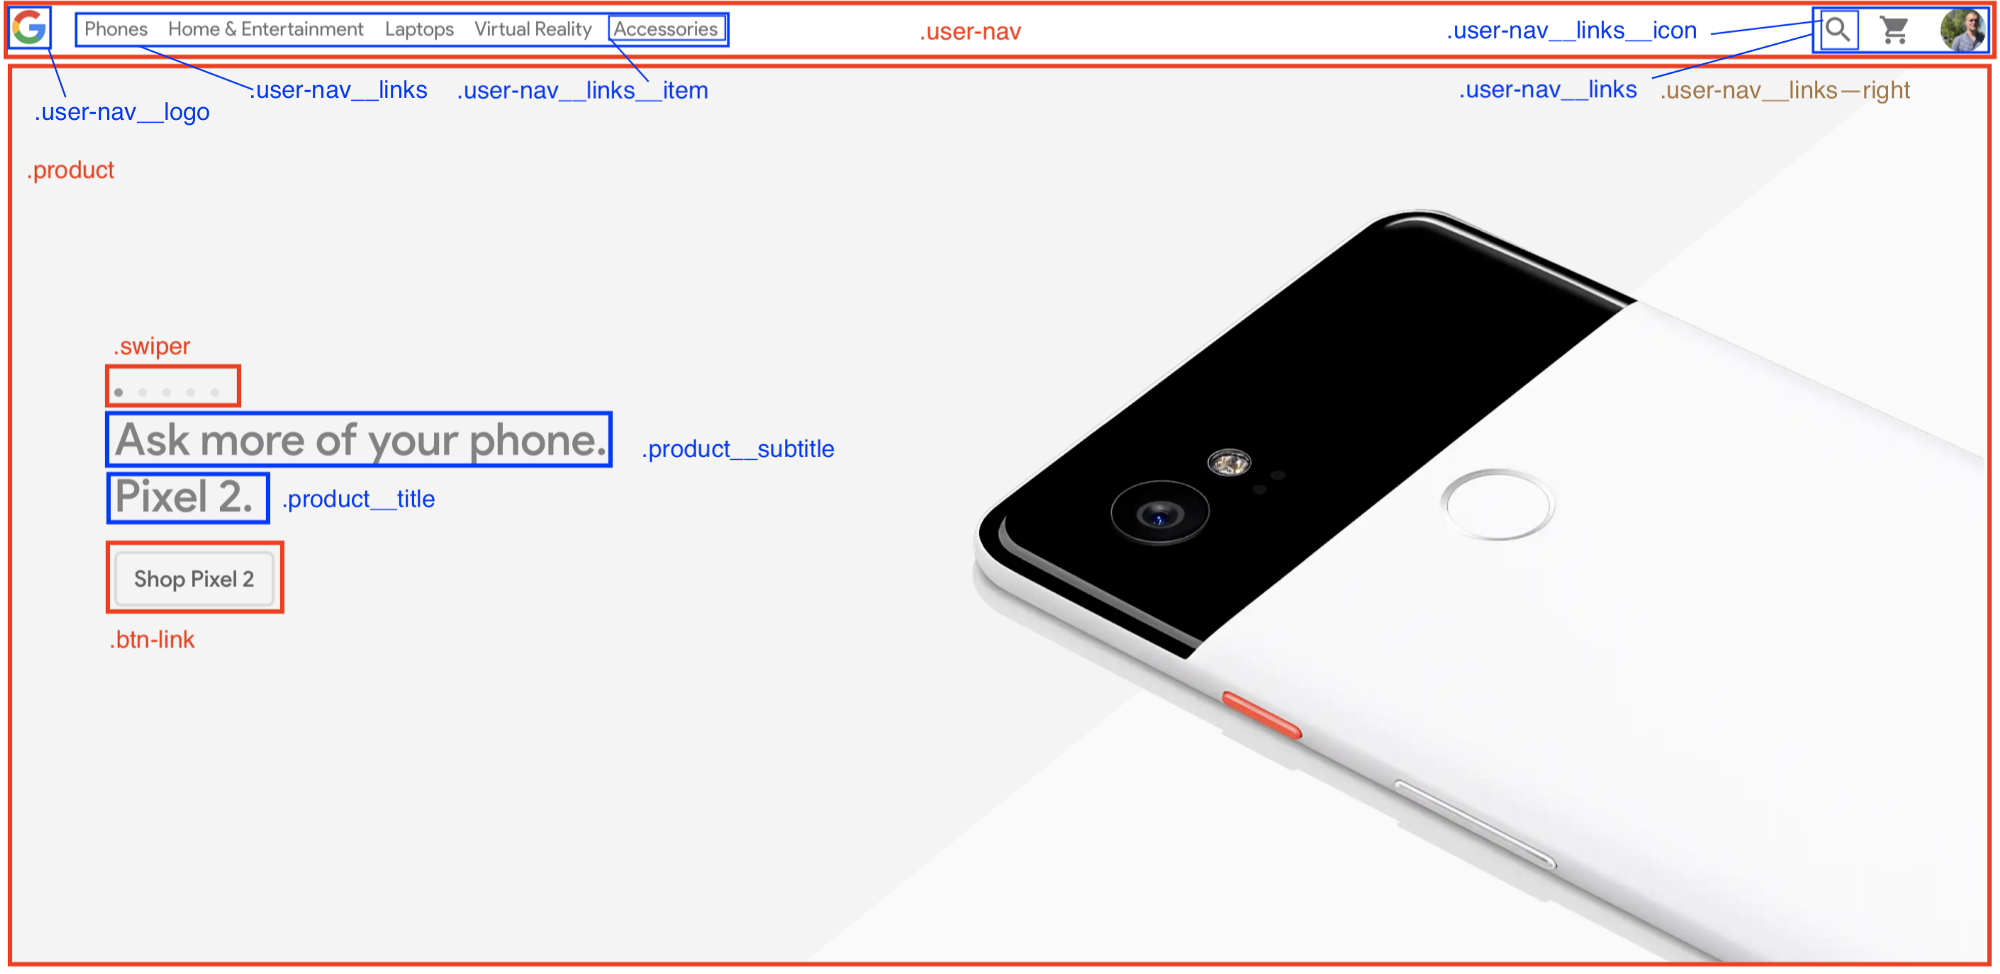 Phones Home & Entertainment Laptops Virtual Reality Accessories .user-nav .user-nav__links__icon
.user-nav__logo .user-nav__links .user-nav__links__item .user-nav__links .user-nav__links—right
.product
.swiper
Ask more of your phone. .product__subtitle
Pixel 2. .product__title
Shop Pixel 2
.btn-link